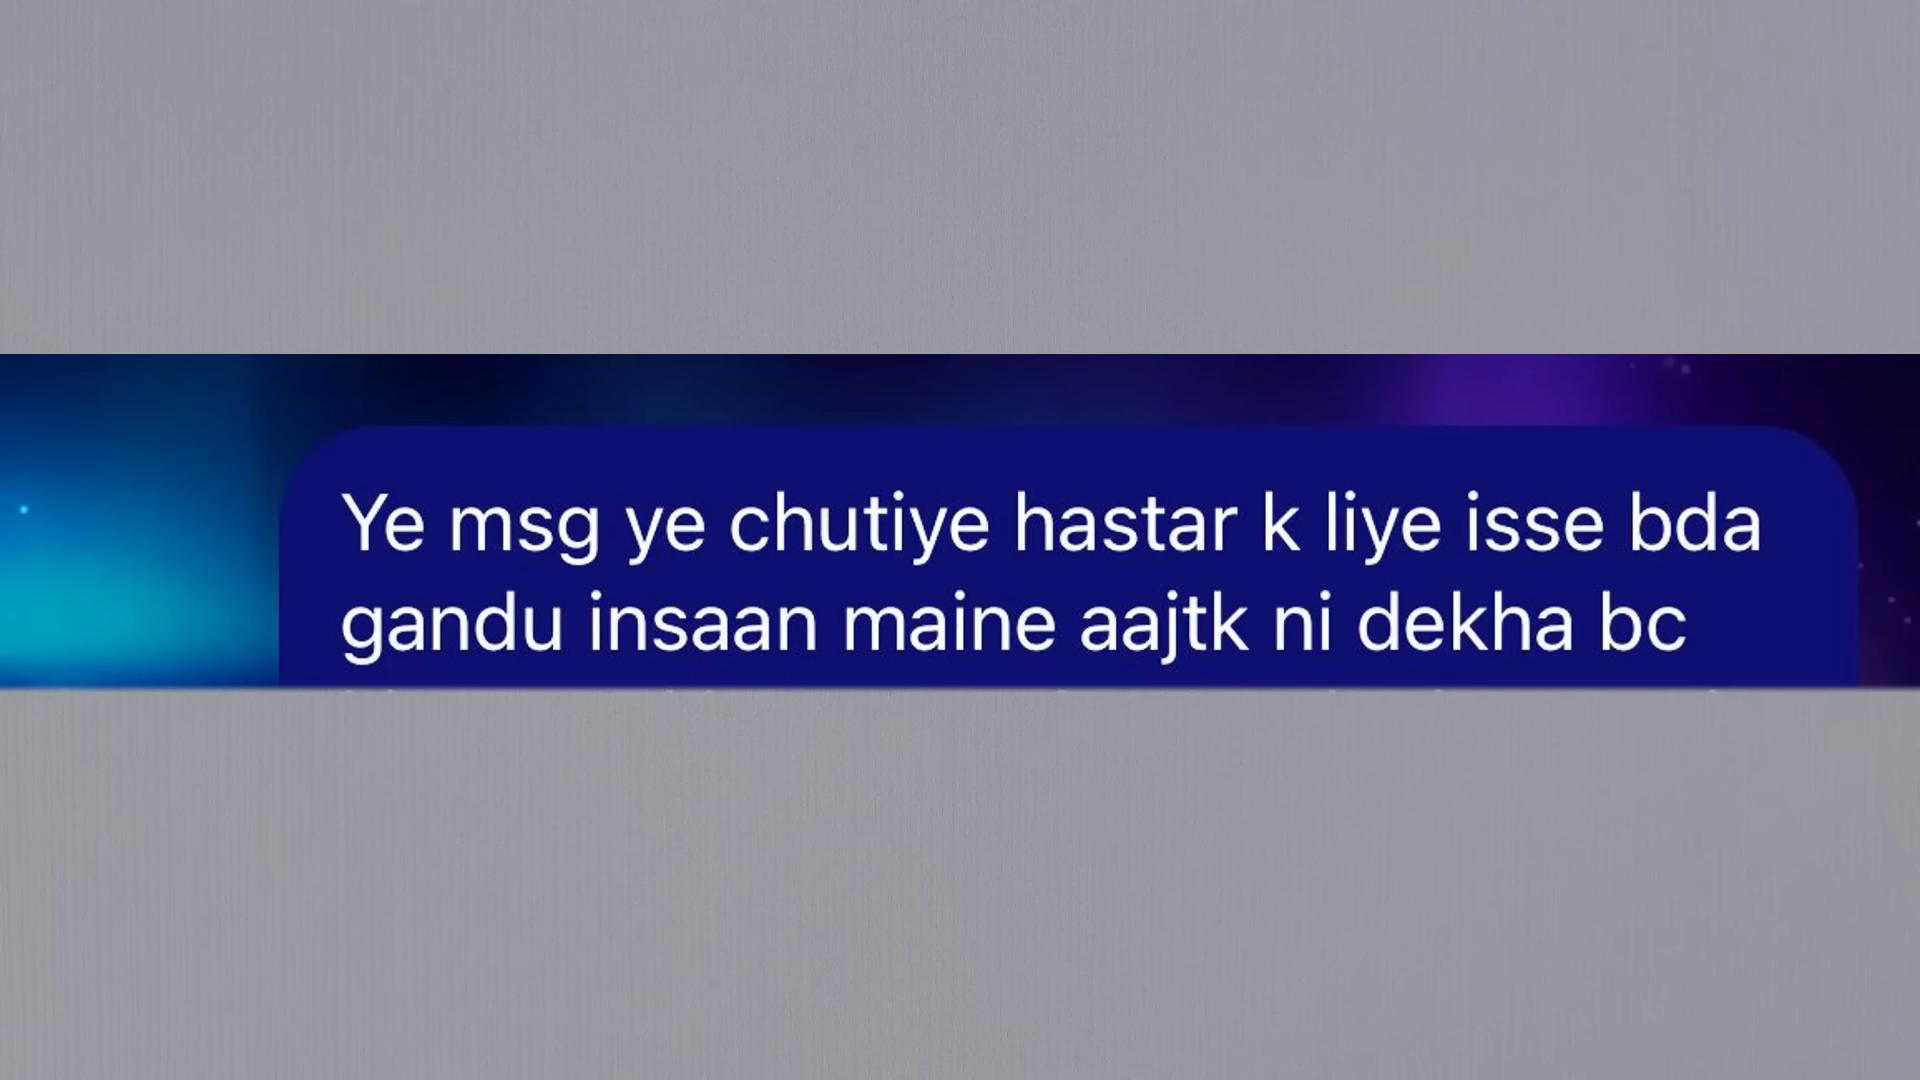 Ye msg ye chutiye hastar k liye isse bda
gandu insaan maine aajtk ni dekha bc